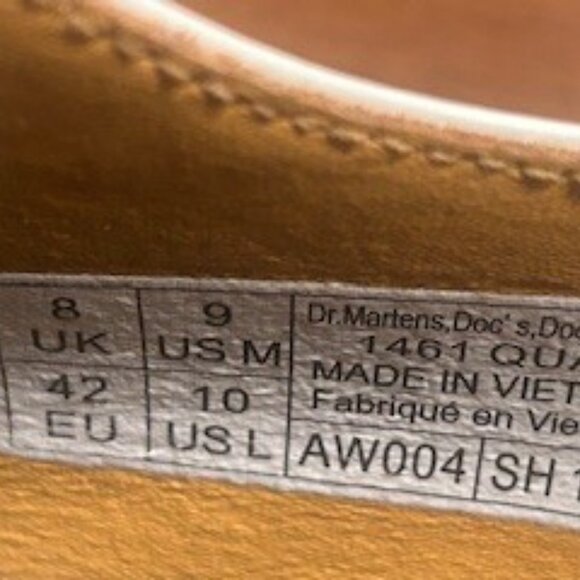 8
UK
9
US M
42
EU
10
US L
Dr.Martens,Doc's,Doc
1461 QUA
MADE IN VIET
Fabriqué en Vie
AW004
SH 1